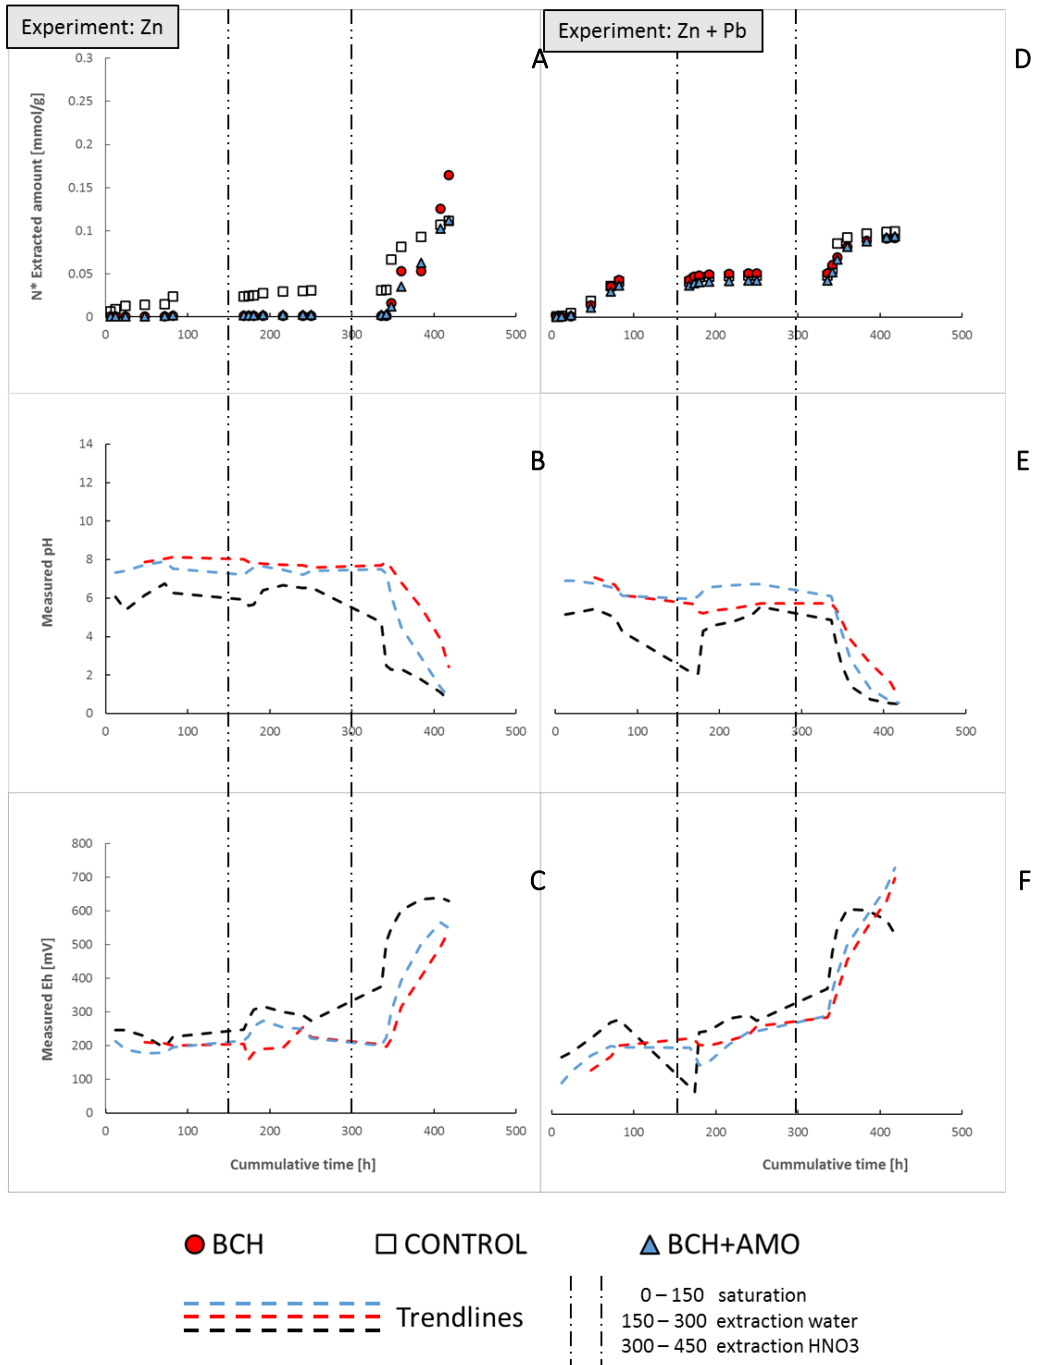 Experiment: Zn
Experiment: Zn + Pb
A
D
N* Extracted amount [mmol/g]
0.3
0.25
0.2
0.15
0.1
0.05
0
0 100 200 300 400 500
0 100 200 300 400 500
B
E
Measured pH
14
12
10
8
6
4
2
0
0 100 200 300 400 500
0 100 200 300 400 500
C
F
Measured Eh [mV]
800
700
600
500
400
300
200
100
0
0 100 200 300 400 500
0 100 200 300 400 500
Cummulative time [h]
Cummulative time [h]
BCH CONTROL BCH+AMO
Trendlines
0 – 150 saturation
150 – 300 extraction water
300 – 450 extraction HNO3